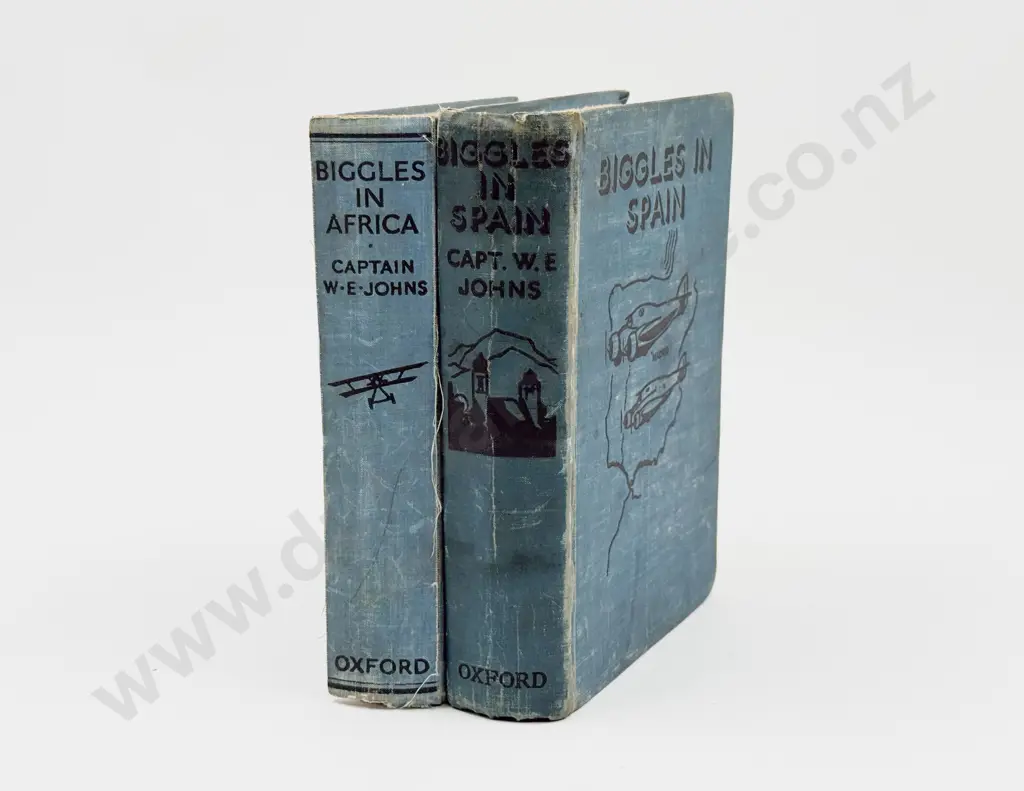 BIGGLES
IN
AFRICA
CAPTAIN
W·E·JOHNS
OXFORD
BIGGLES
IN
SPAIN
CAPT. W. E
JOHNS
OXFORD
BIGGLES IN
SPAIN